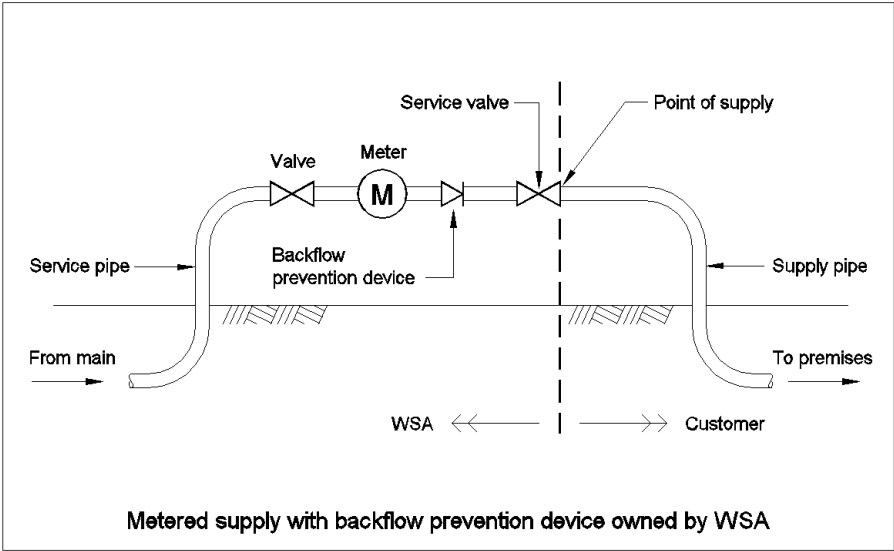 Service valve
Point of supply
Valve
Meter
M
Backflow
prevention device
Service pipe
Supply pipe
From main
To premises
WSA
Customer
Metered supply with backflow prevention device owned by WSA